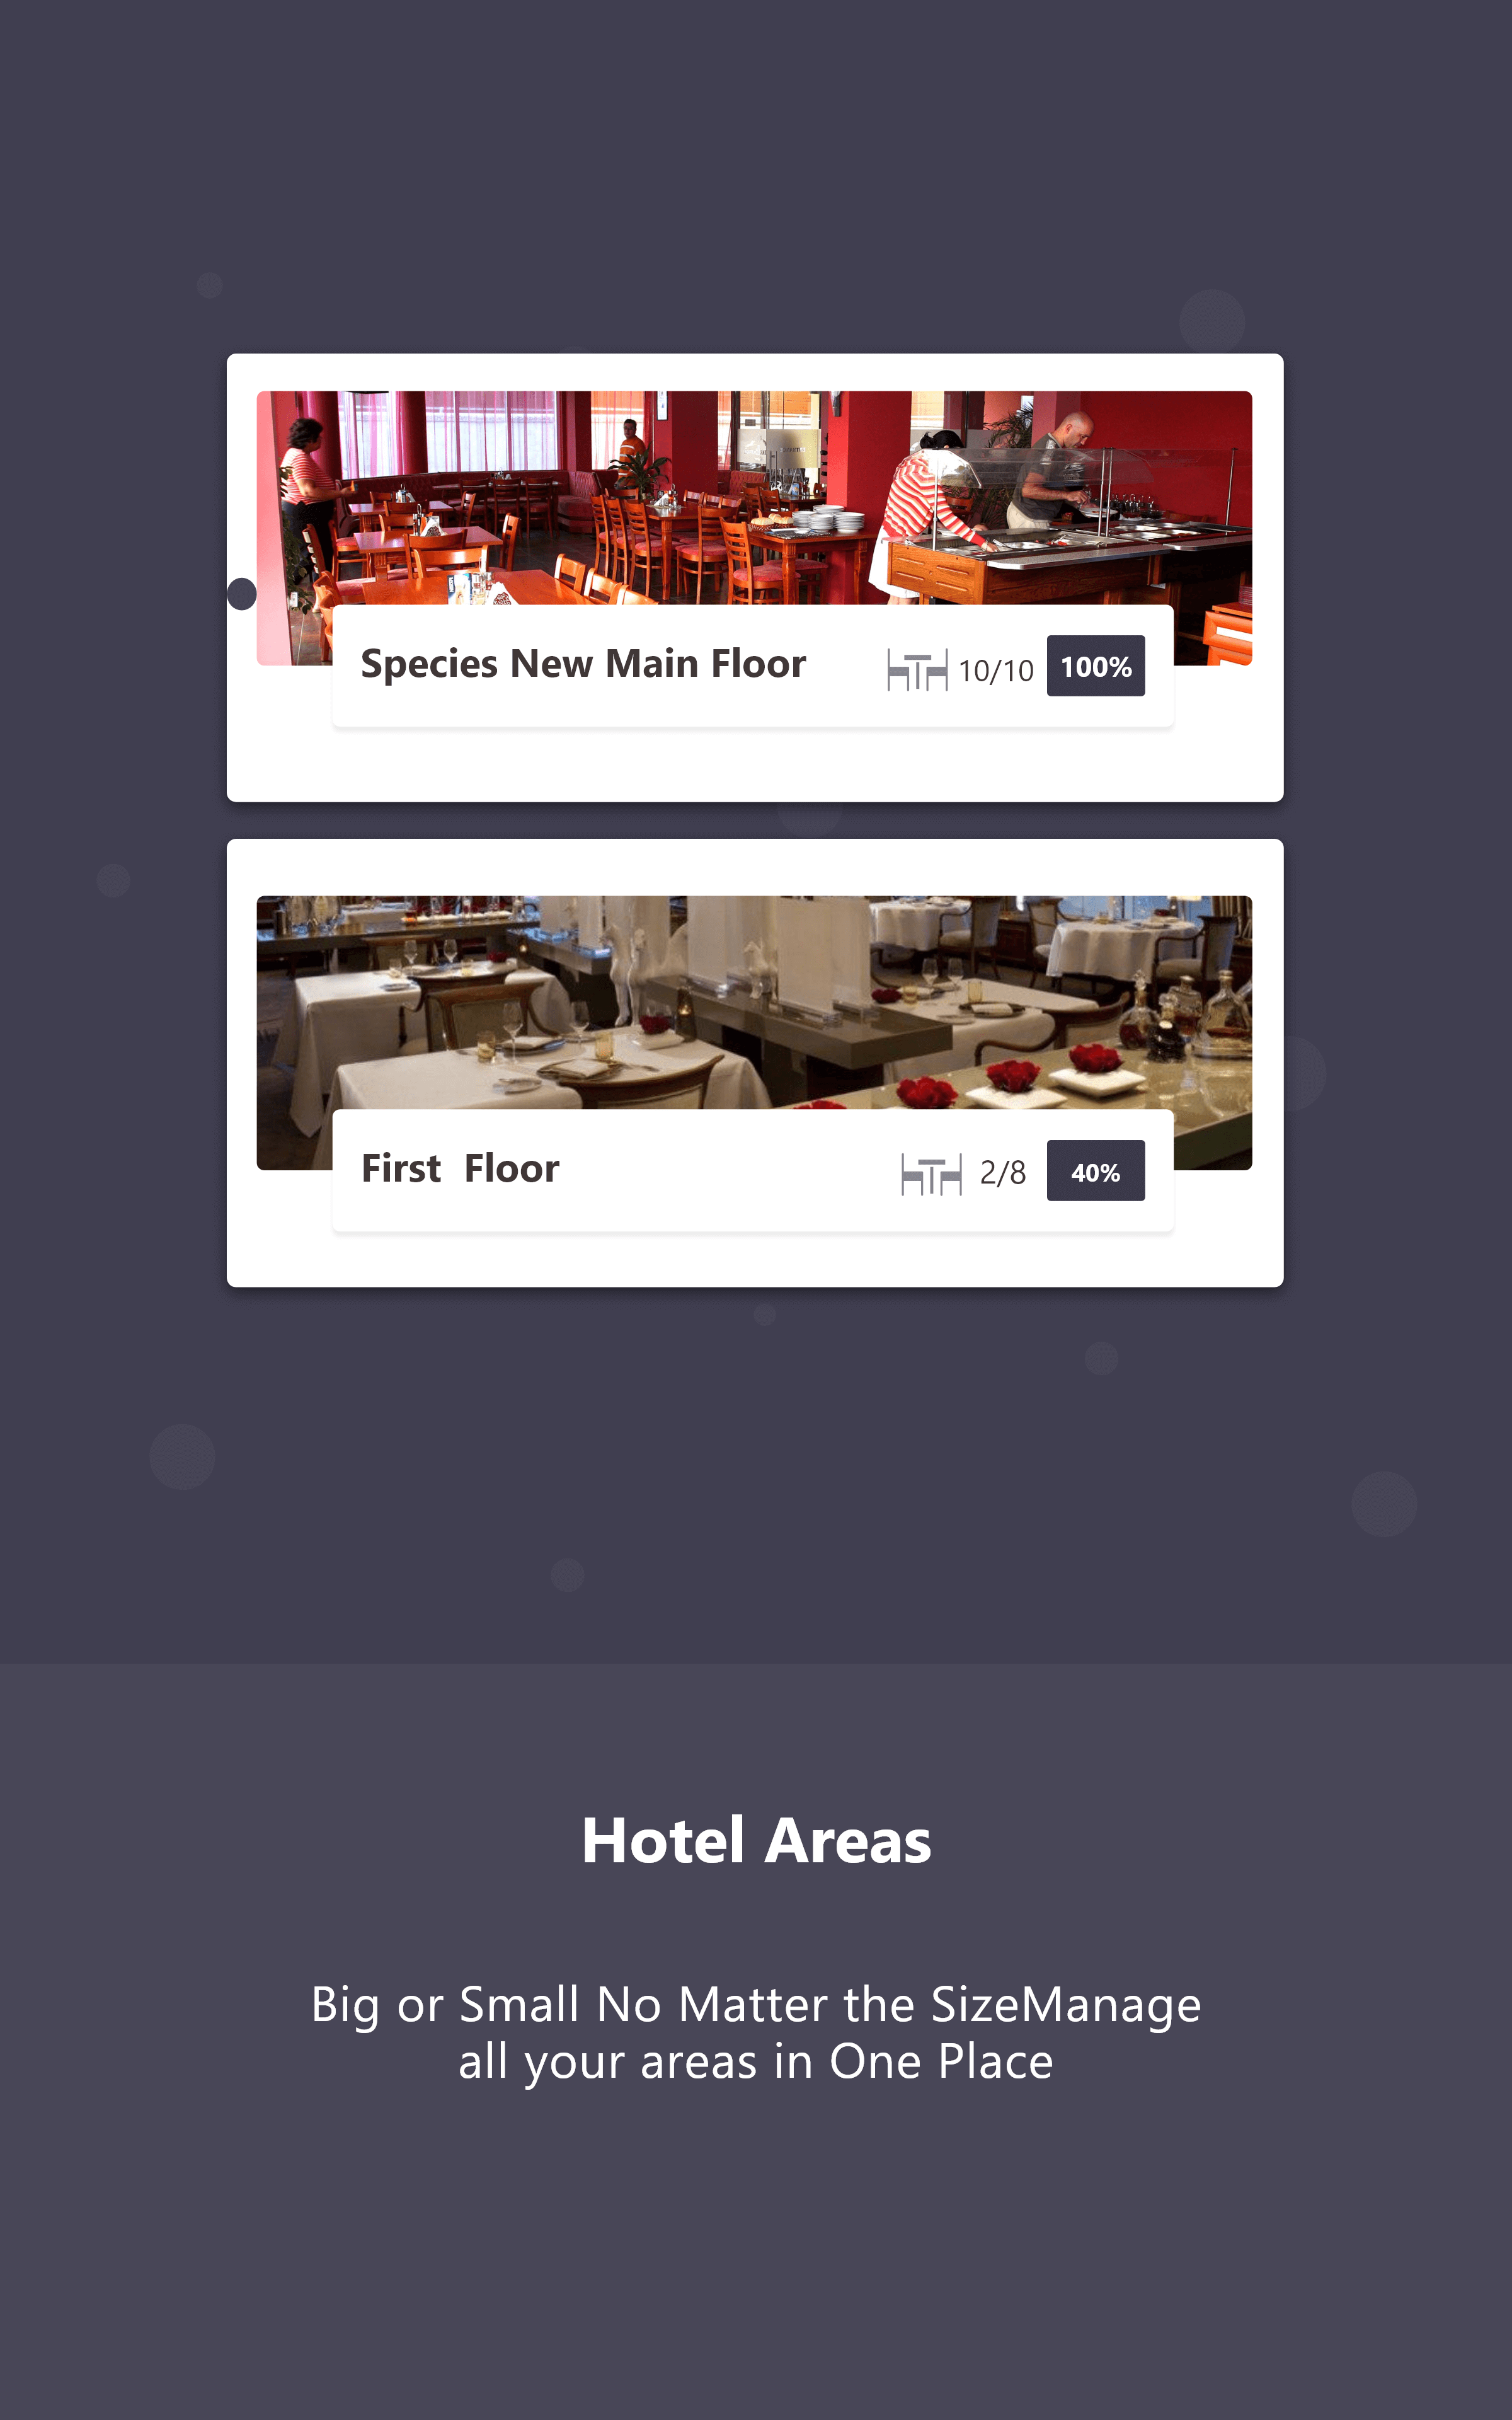 Species New Main Floor
10/10
100%
First Floor
2/8
40%
Hotel Areas
Big or Small No Matter the SizeManage
all your areas in One Place